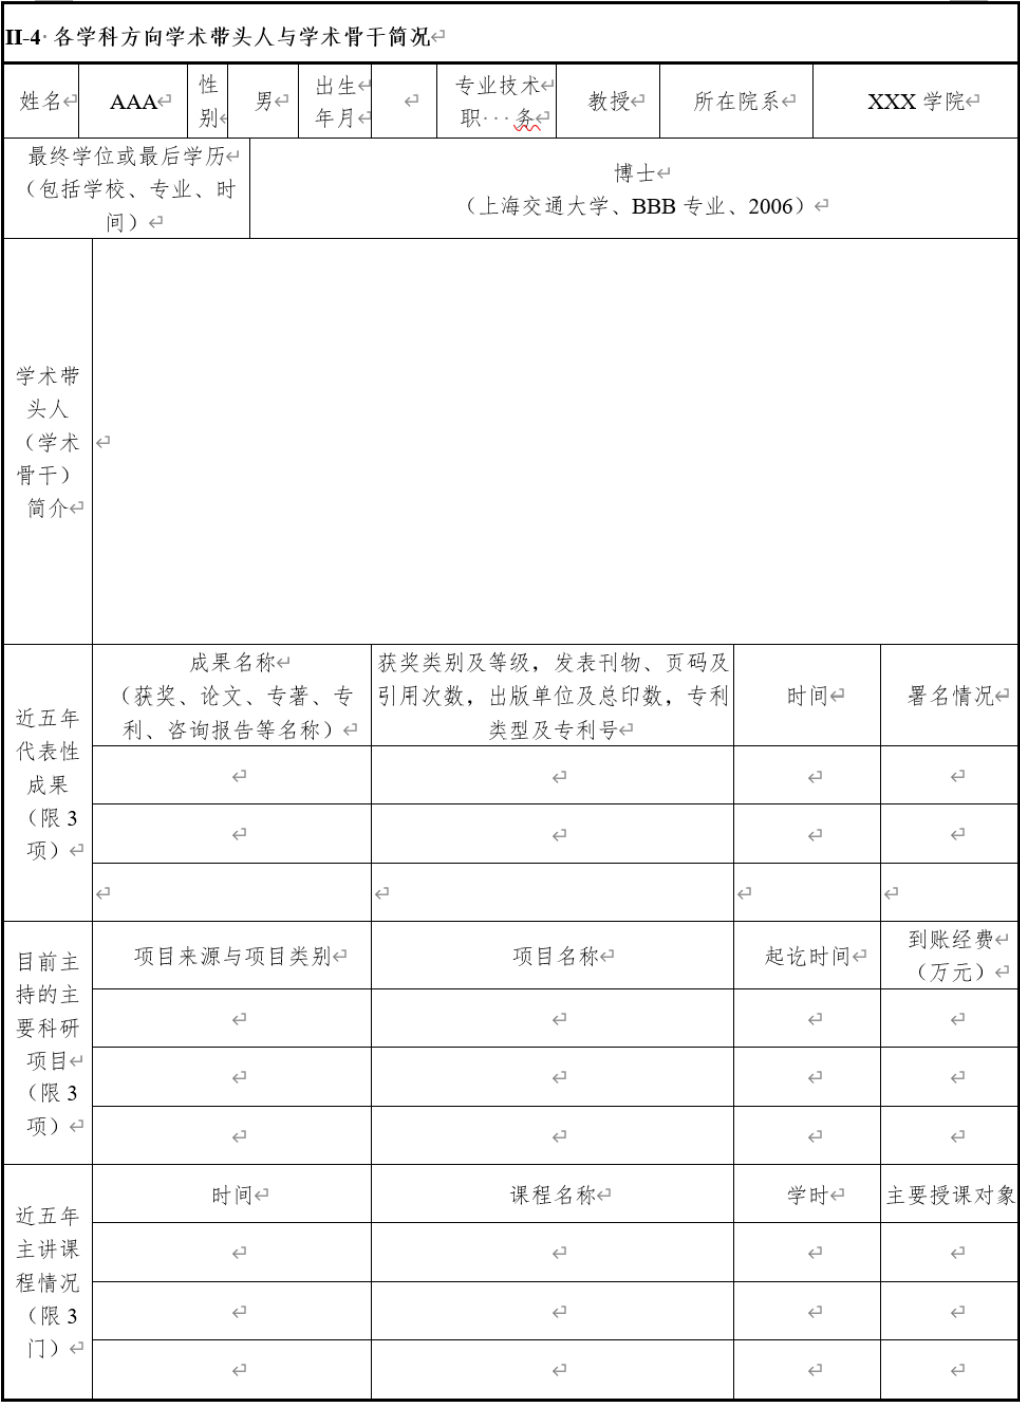 II-4 各学科方向学术带头人与学术骨干简况
姓名
AAA
性
别
男
出生
年月
专业技术
职···务
教授
所在院系
XXX 学院
最终学位或最后学历
（包括学校、专业、时
间）
博士
（上海交通大学、BBB 专业、2006）
学术带
头人
（学术
骨干）
简介
近五年
代表性
成果
（限 3
项）
成果名称
（获奖、论文、专著、专
利、咨询报告等名称）
获奖类别及等级，发表刊物、页码及
引用次数，出版单位及总印数，专利
类型及专利号
时间
署名情况
目前主
持的主
要科研
项目
（限 3
项）
项目来源与项目类别
项目名称
起讫时间
到账经费
（万元）
近五年
主讲课
程情况
（限 3
门）
时间
课程名称
学时
主要授课对象